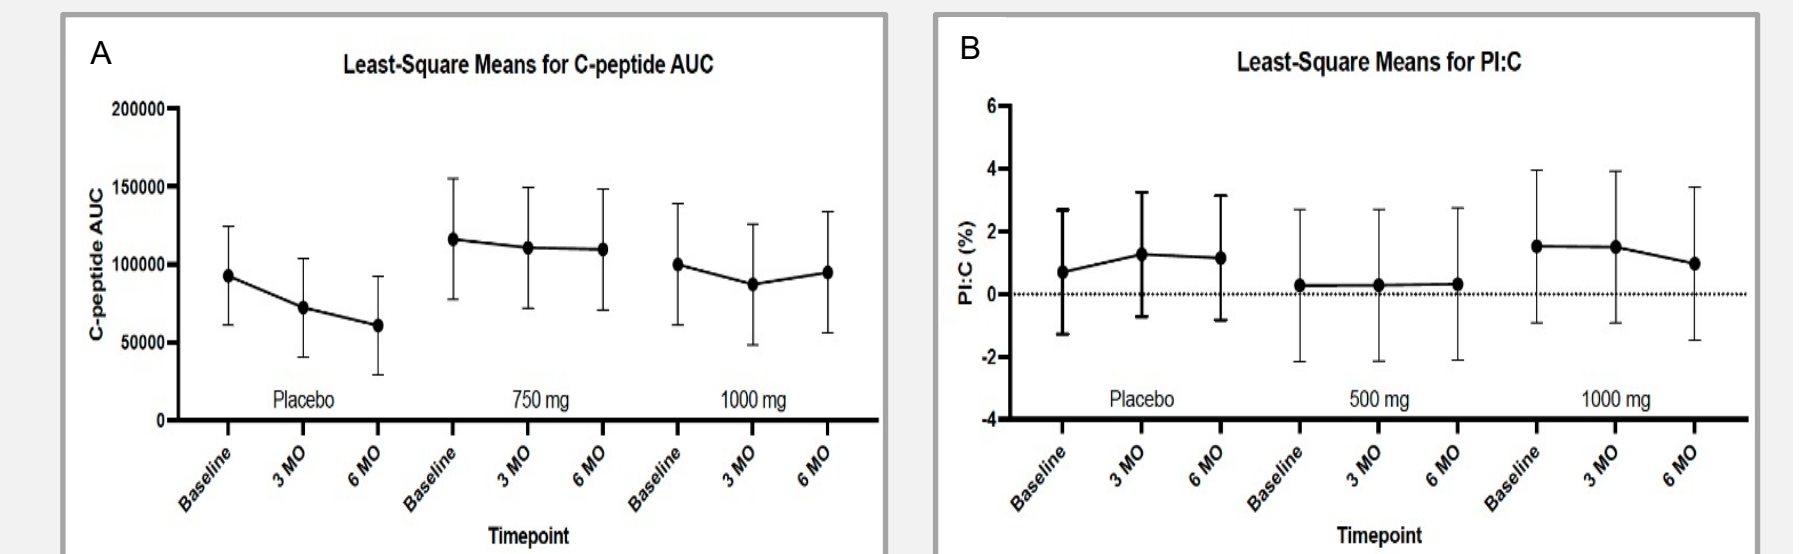 A
Least-Square Means for C-peptide AUC
200000
150000
100000
50000
0
C-peptide AUC
Placebo
750 mg
1000 mg
Baseline
3 MO
6 MO
Baseline
3 MO
6 MO
Baseline
3 MO
6 MO
Timepoint
B
Least-Square Means for PI:C
6
4
2
0
-2
-4
PI:C (%)
Placebo
500 mg
1000 mg
Baseline
3 MO
6 MO
Baseline
3 MO
6 MO
Baseline
3 MO
6 MO
Timepoint